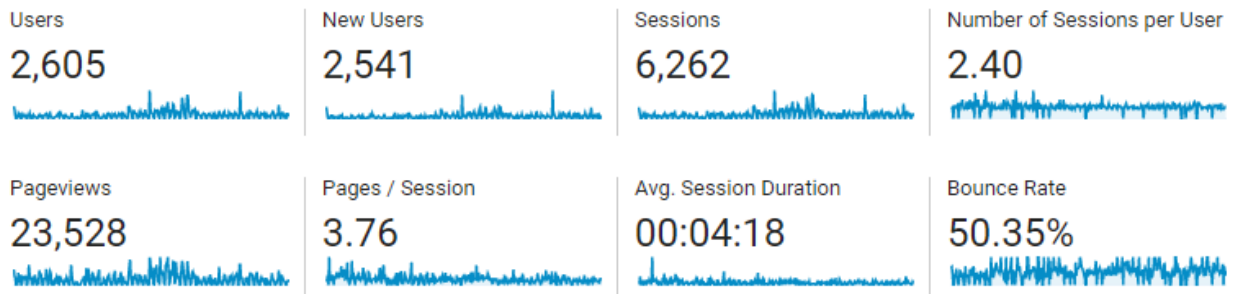 Users
2,605
New Users
2,541
Sessions
6,262
Number of Sessions per User
2.40
Pageviews
23,528
Pages / Session
3.76
Avg. Session Duration
00:04:18
Bounce Rate
50.35%